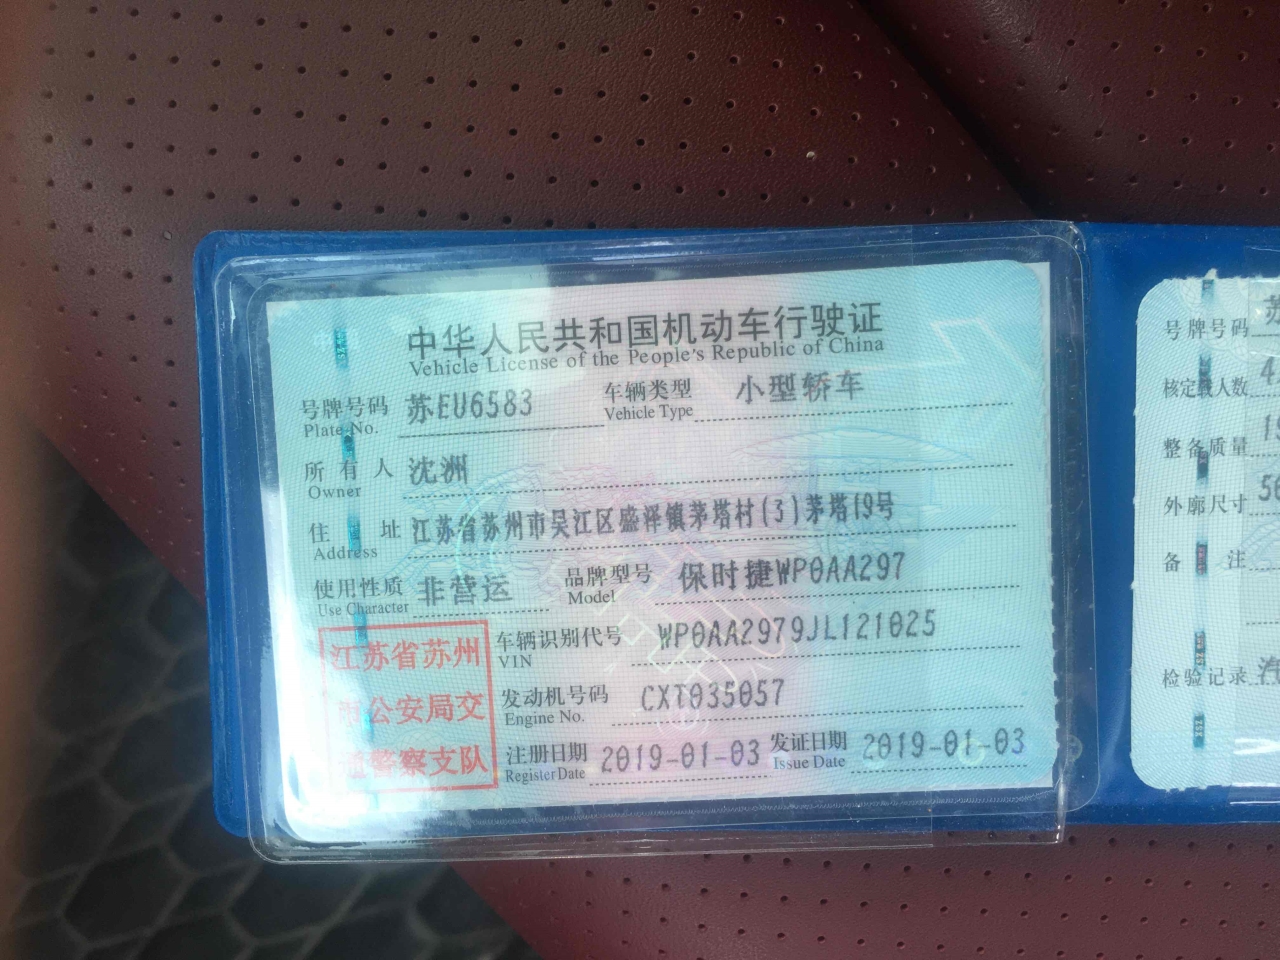 中华人民共和国机动车行驶证
Vehicle License of the People's Republic of China
号牌号码 苏EU6583 车辆类型 小型轿车
Plate No. Vehicle Type
所有人 沈洲
Owner
住址 江苏省苏州市吴江区盛泽镇茅塔村(3)茅塔19号
Address
使用性质 非营运 品牌型号 保时捷WP0AA297
Use Character Model
江苏省苏州
市公安局交
通警察支队
车辆识别代号 WP0AA2979JL121025
VIN
发动机号码 CXT035057
Engine No.
注册日期 2019-01-03 发证日期 2019-01-03
Register Date Issue Date
号牌号码 苏
核定载人数 4
整备质量 19
外廓尺寸 50
备注
检验记录